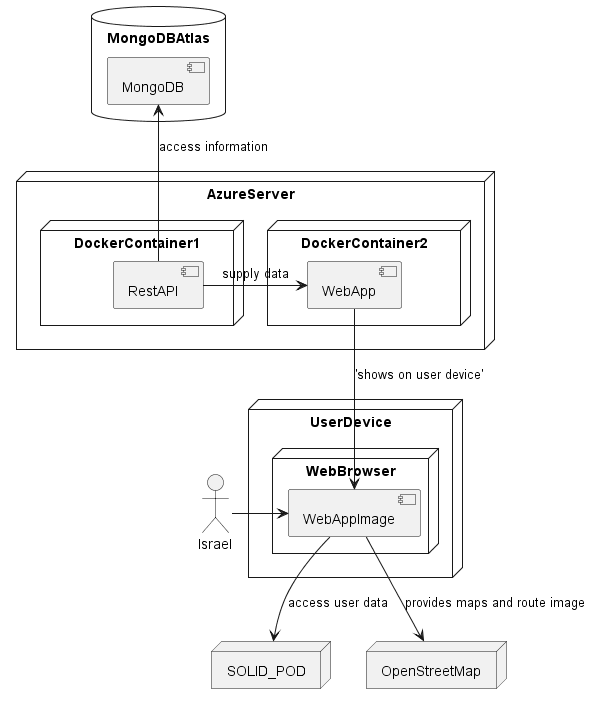 MongoDBAtlas
MongoDB
access information
AzureServer
DockerContainer1
DockerContainer2
RestAPI
supply data
WebApp
'shows on user device'
UserDevice
WebBrowser
WebAppImage
Israel
access user data
provides maps and route image
SOLID_POD
OpenStreetMap